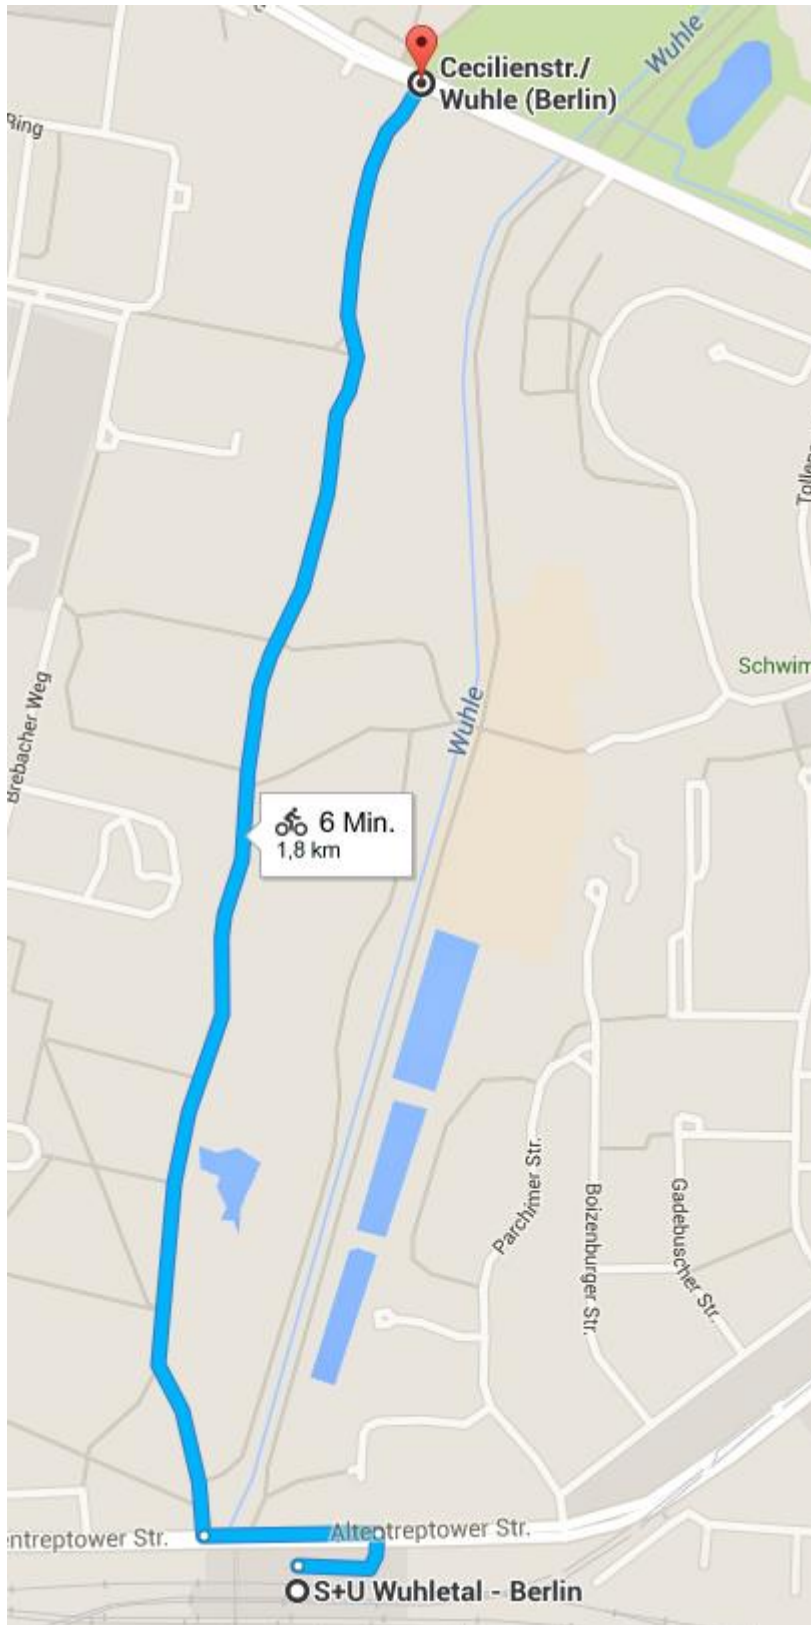 Wuhle
Cecilienstr./
Wuhle (Berlin)
Ring
Schwim
Wuhle
Brebacher Weg
6 Min.
1,8 km
Parchimer Str.
Boizenburger Str.
Gadebuscher Str.
entreptower Str.
Altentreptower Str.
S+U Wuhletal - Berlin